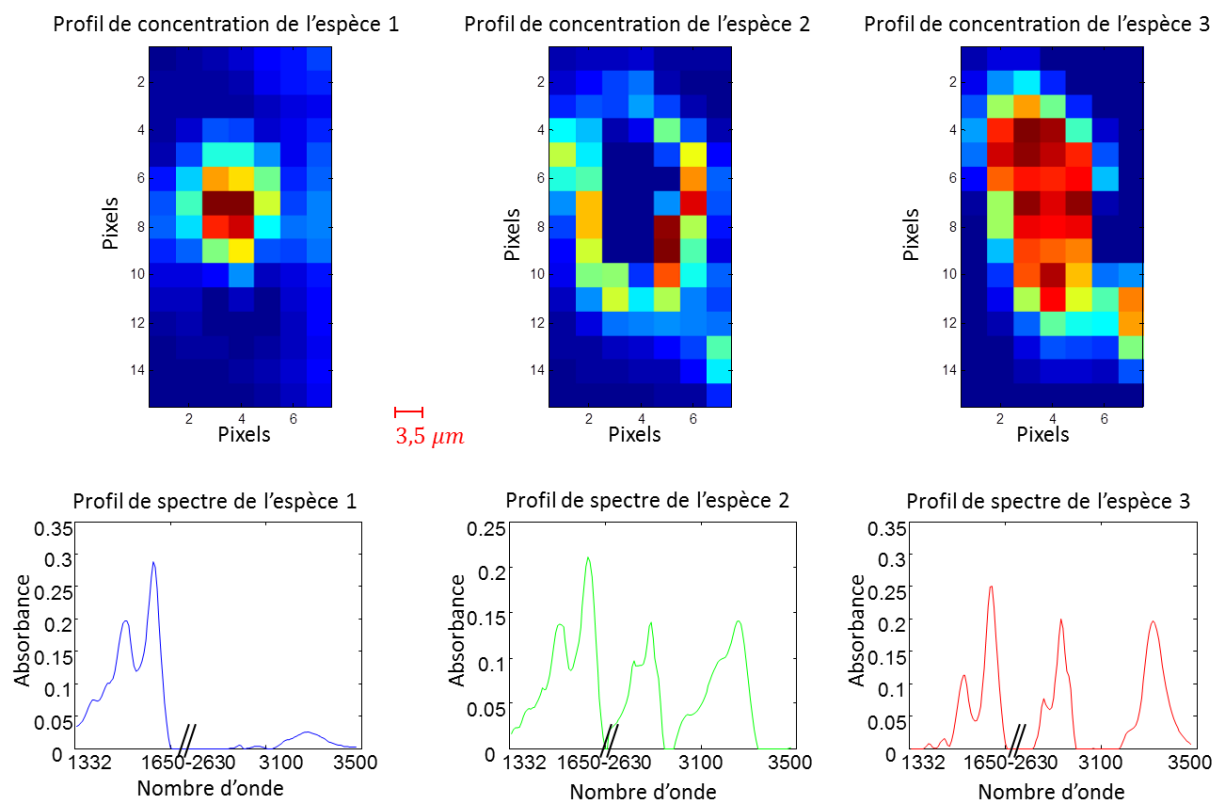 Profil de concentration de l'espèce 1
Profil de concentration de l'espèce 2
Profil de concentration de l'espèce 3
Pixels
2
4
6
8
10
12
14
2 4 6
Pixels
Pixels
2
4
6
8
10
12
14
2 4 6
Pixels
Pixels
2
4
6
8
10
12
14
2 4 6
Pixels
3,5 μm
Profil de spectre de l'espèce 1
Absorbance
0.35
0.3
0.25
0.2
0.15
0.1
0.05
0
1332 1650 2630 3100 3500
Nombre d'onde
Profil de spectre de l'espèce 2
Absorbance
0.25
0.2
0.15
0.1
0.05
0
1332 1650 2630 3100 3500
Nombre d'onde
Profil de spectre de l'espèce 3
Absorbance
0.35
0.3
0.25
0.2
0.15
0.1
0.05
0
1332 1650 2630 3100 3500
Nombre d'onde